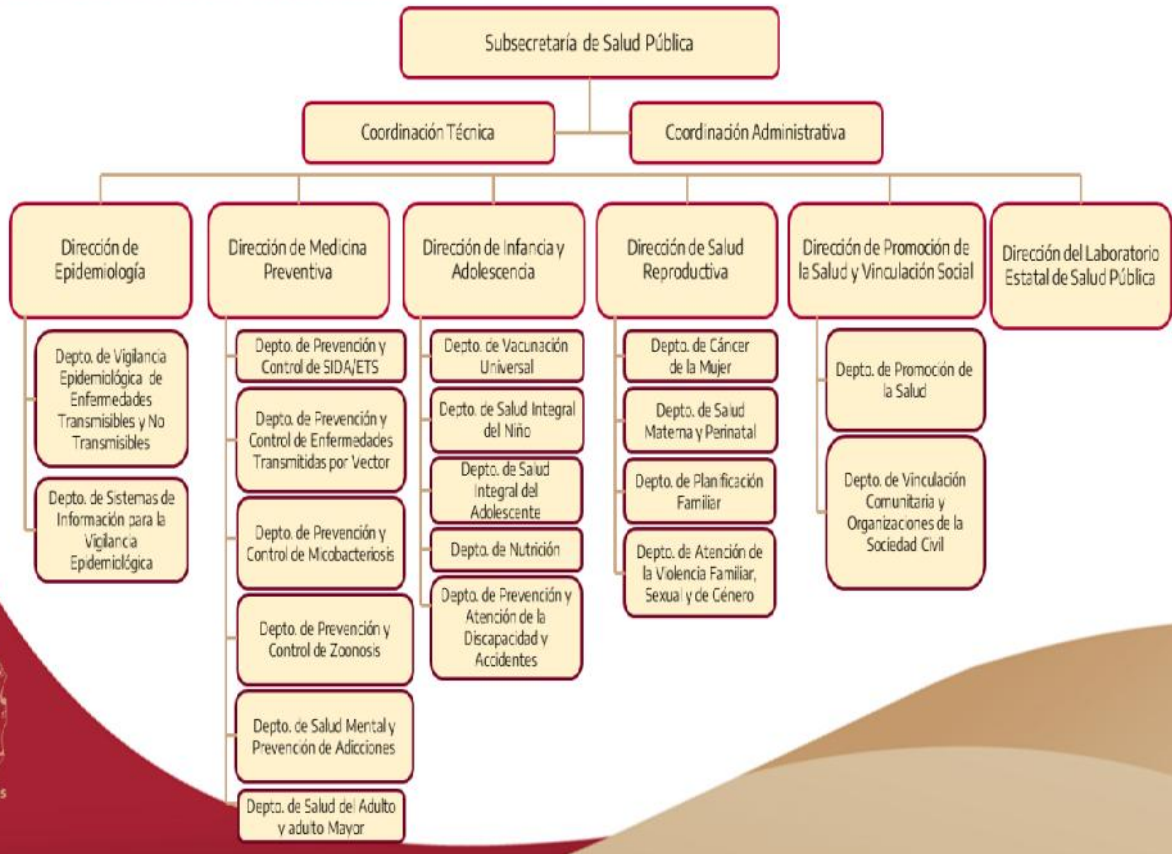 Subsecretaría de Salud Pública
Coordinación Técnica
Coordinación Administrativa
Dirección de
Epidemiología
Dirección de Medicina
Preventiva
Dirección de Infancia y
Adolescencia
Dirección de Salud
Reproductiva
Dirección de Promoción de
la Salud y Vinculación Social
Dirección del Laboratorio
Estatal de Salud Pública
Depto. de Vigilancia
Epidemiológica de
Enfermedades
Transmisibles y No
Transmisibles
Depto. de Sistemas de
Información para la
Vigilancia
Epidemiológica
Depto. de Prevención y
Control de SIDA/ETS
Depto. de Prevención y
Control de Enfermedades
Transmitidas por Vector
Depto. de Prevención y
Control de Micobacteriosis
Depto. de Prevención y
Control de Zoonosis
Depto. de Salud Mental y
Prevención de Adicciones
Depto. de Salud del Adulto
y adulto Mayor
Depto. de Vacunación
Universal
Depto. de Salud Integral
del Niño
Depto. de Salud
Integral del
Adolescente
Depto. de Nutrición
Depto. de Prevención y
Atención de la
Discapacidad y
Accidentes
Depto. de Cáncer
de la Mujer
Depto. de Salud
Materna y Perinatal
Depto. de Planificación
Familiar
Depto. de Atención de
la Violencia Familiar,
Sexual y de Género
Depto. de Promoción de
la Salud
Depto. de Vinculación
Comunitaria y
Organizaciones de la
Sociedad Civil